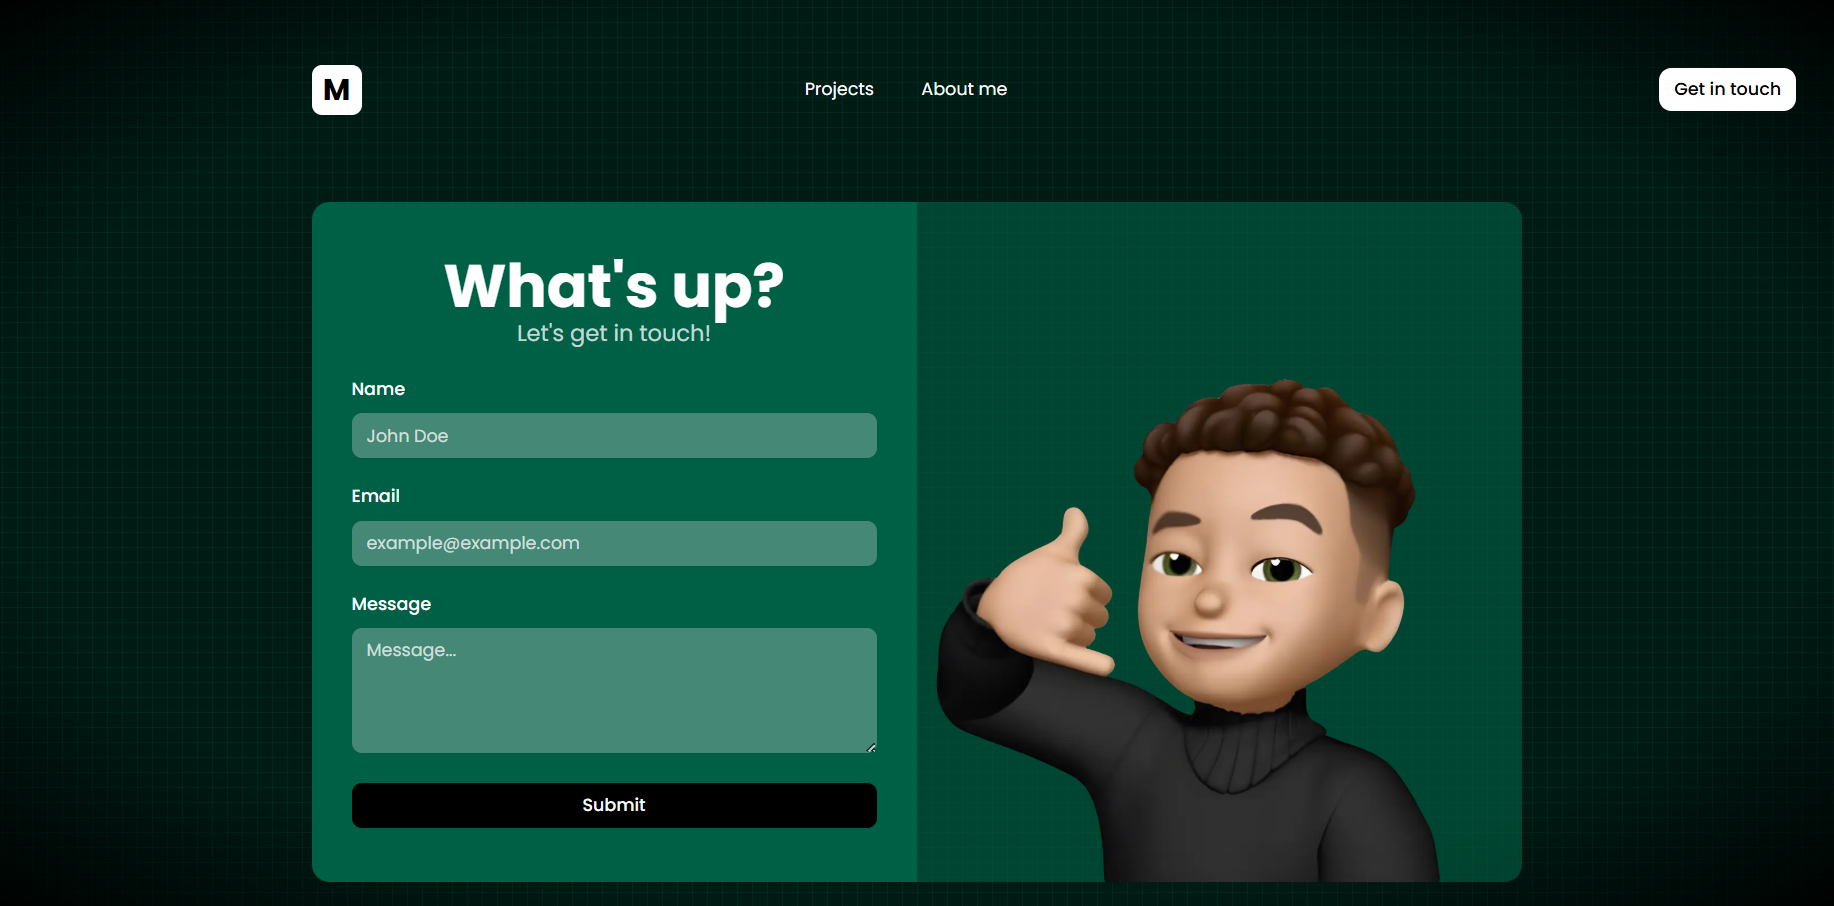 M
Projects
About me
Get in touch
What's up?
Let's get in touch!
Name
John Doe
Email
example@example.com
Message
Message...
Submit